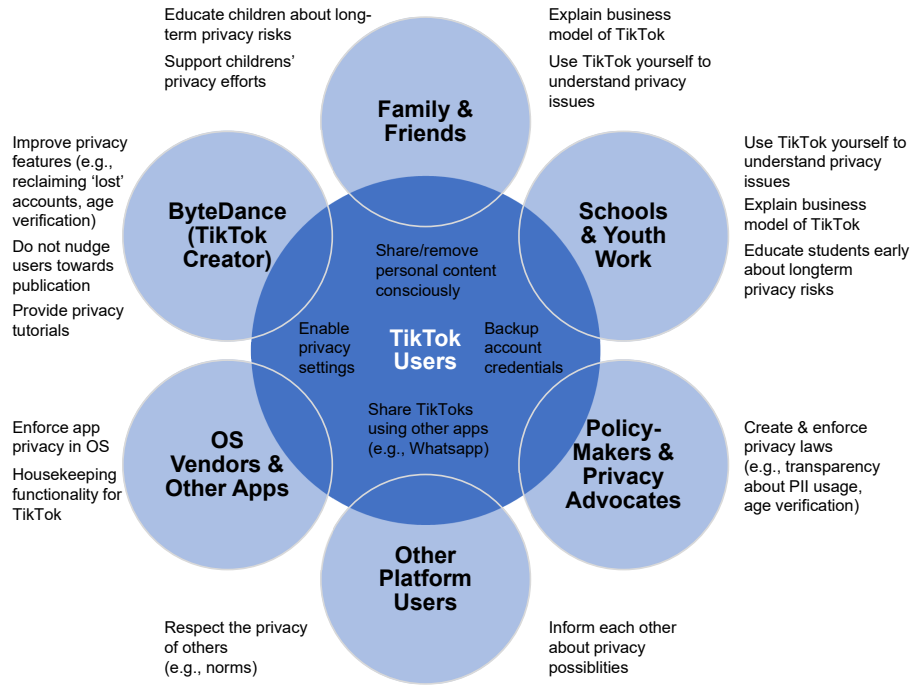 Educate children about long-
term privacy risks
Support childrens’
privacy efforts
Explain business
model of TikTok
Use TikTok yourself to
understand privacy
issues
Family &
Friends
Improve privacy
features (e.g.,
reclaiming ‘lost’
accounts, age
verification)
Do not nudge
users towards
publication
Provide privacy
tutorials
ByteDance
(TikTok
Creator)
Schools
& Youth
Work
Use TikTok yourself to
understand privacy
issues
Explain business
model of TikTok
Educate students early
about longterm
privacy risks
Share/remove
personal content
consciously
Enable
privacy
settings
TikTok
Users
Backup
account
credentials
Share TikToks
using other apps
(e.g., Whatsapp)
Enforce app
privacy in OS
Housekeeping
functionality for
TikTok
OS
Vendors &
Other Apps
Policy-
Makers &
Privacy
Advocates
Create & enforce
privacy laws
(e.g., transparency
about PII usage,
age verification)
Other
Platform
Users
Respect the privacy
of others
(e.g., norms)
Inform each other
about privacy
possiblities